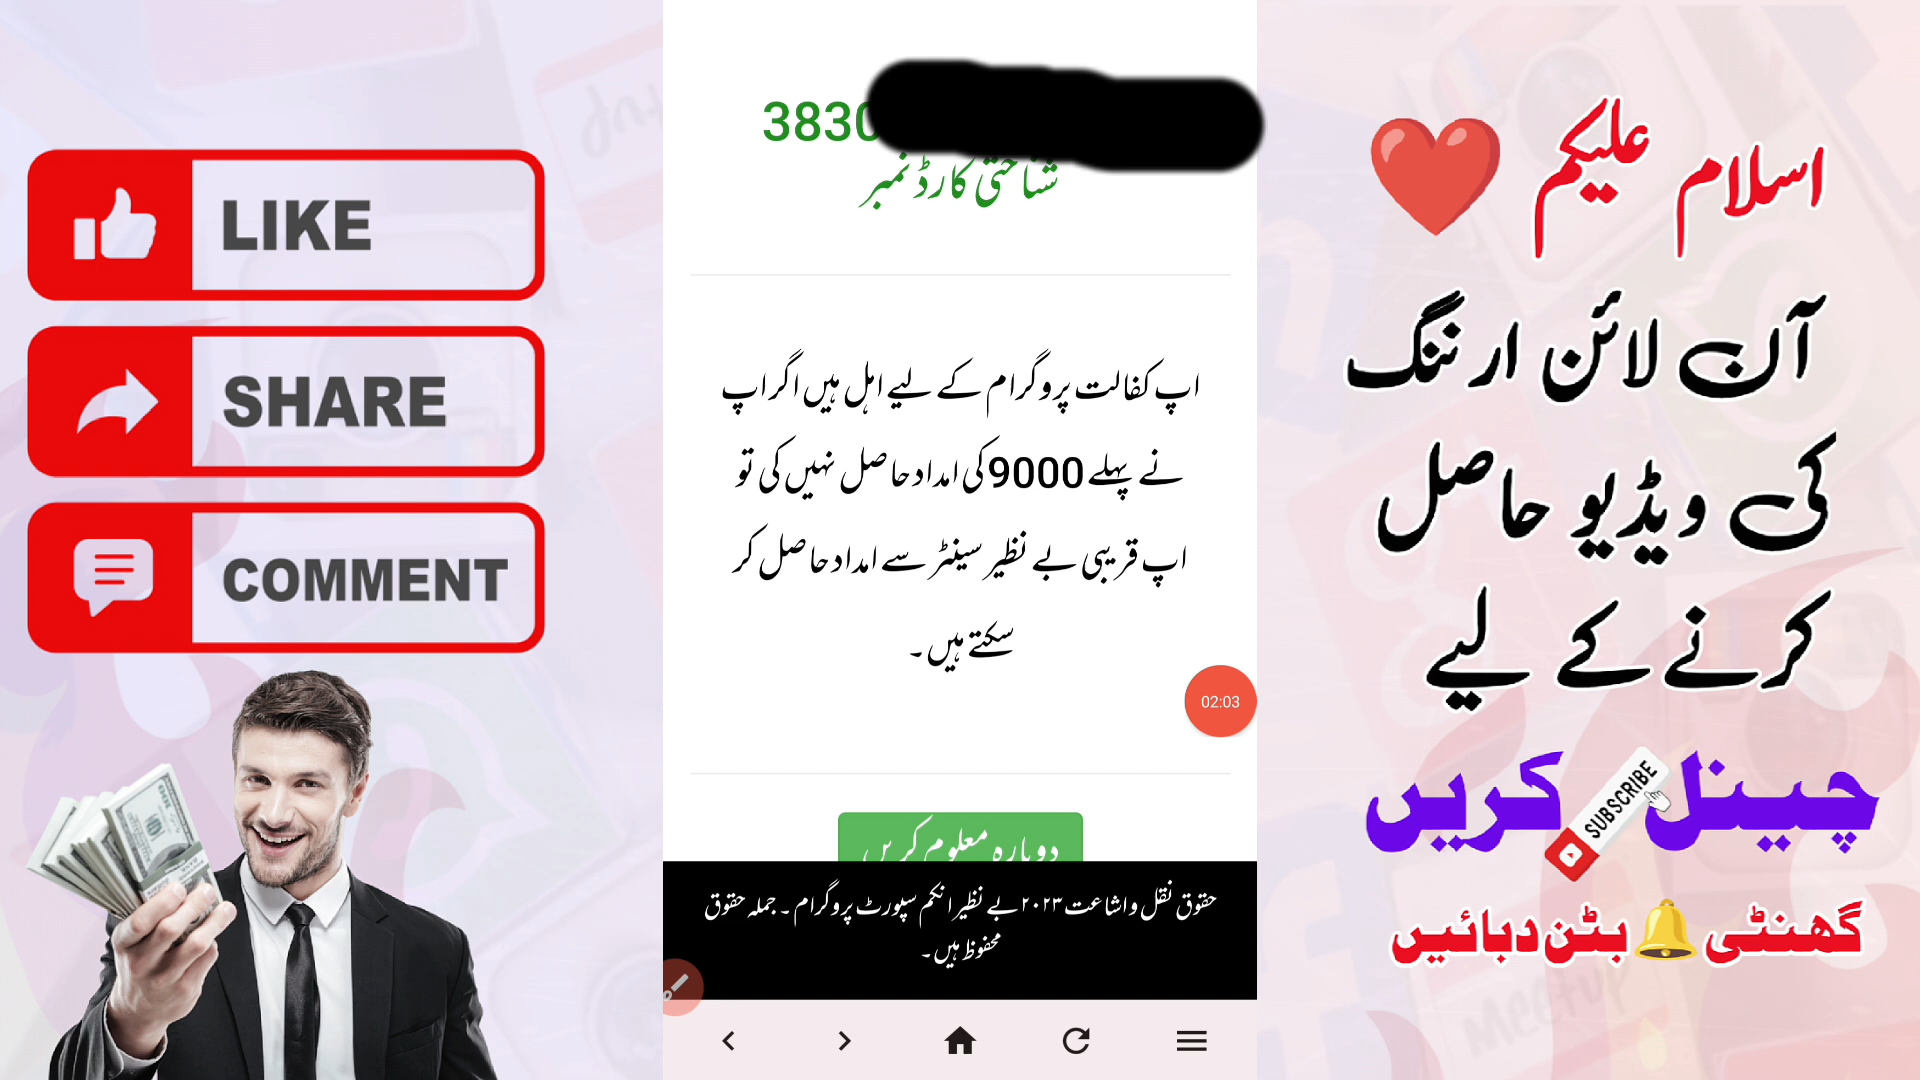 LIKE
SHARE
COMMENT
3830
شناختی کارڈ نمبر
اپ کفالت پروگرام کے لیے اہل ہیں اگر اپ
نے پہلے 9000 کی امداد حاصل نہیں کی تو
اپ قریبی بے نظیر سینٹر سے امداد حاصل کر
سکتے ہیں۔
02:03
دوبارہ معلوم کریں
حقوق نقل و اشاعت ۲۰۲۳ بے نظیر انکم سپورٹ پروگرام۔ جملہ حقوق
محفوظ ہیں۔
اسلام علیکم
آن لائن ارننگ
کی ویڈیو حاصل
کرنے کے لیے
چینل SUBSCRIBE کریں
گھنٹی بٹن دبائیں